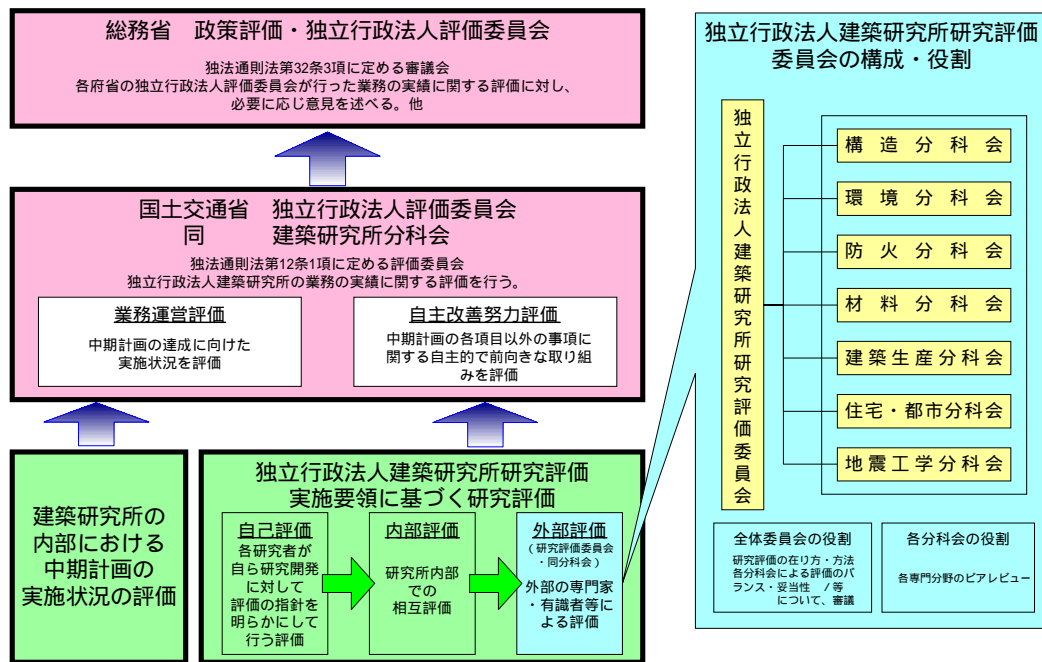 総務省　政策評価・独立行政法人評価委員会
独法通則法第32条3項に定める審議会
各府省の独立行政法人評価委員会が行った業務の実績に関する評価に対し、
必要に応じ意見を述べる。他
国土交通省　独立行政法人評価委員会
同　　　建築研究所分科会
独法通則法第12条1項に定める評価委員会
独立行政法人建築研究所の業務の実績に関する評価を行う。
業務運営評価
中期計画の達成に向けた
実施状況を評価
自主改善努力評価
中期計画の各項目以外の事項に
関する自主的で前向きな取り組
みを評価
建築研究所の
内部における
中期計画の
実施状況の評価
独立行政法人建築研究所研究評価
実施要領に基づく研究評価
自己評価
各研究者が
自ら研究開発
に対して
評価の指針を
明らかにして
行う評価
内部評価
研究所内部
での
相互評価
外部評価
（研究評価委員会
・同分科会）
外部の専門家
・有識者等に
よる評価
独立行政法人建築研究所研究評価
委員会の構成・役割
独立行政法人建築研究所研究評価委員会
構造分科会
環境分科会
防火分科会
材料分科会
建築生産分科会
住宅・都市分科会
地震工学分科会
全体委員会の役割
研究評価の在り方・方法
各分科会による評価のバ
ランス・妥当性　/ 等
について、審議
各分科会の役割
各専門分野のピアレビュー